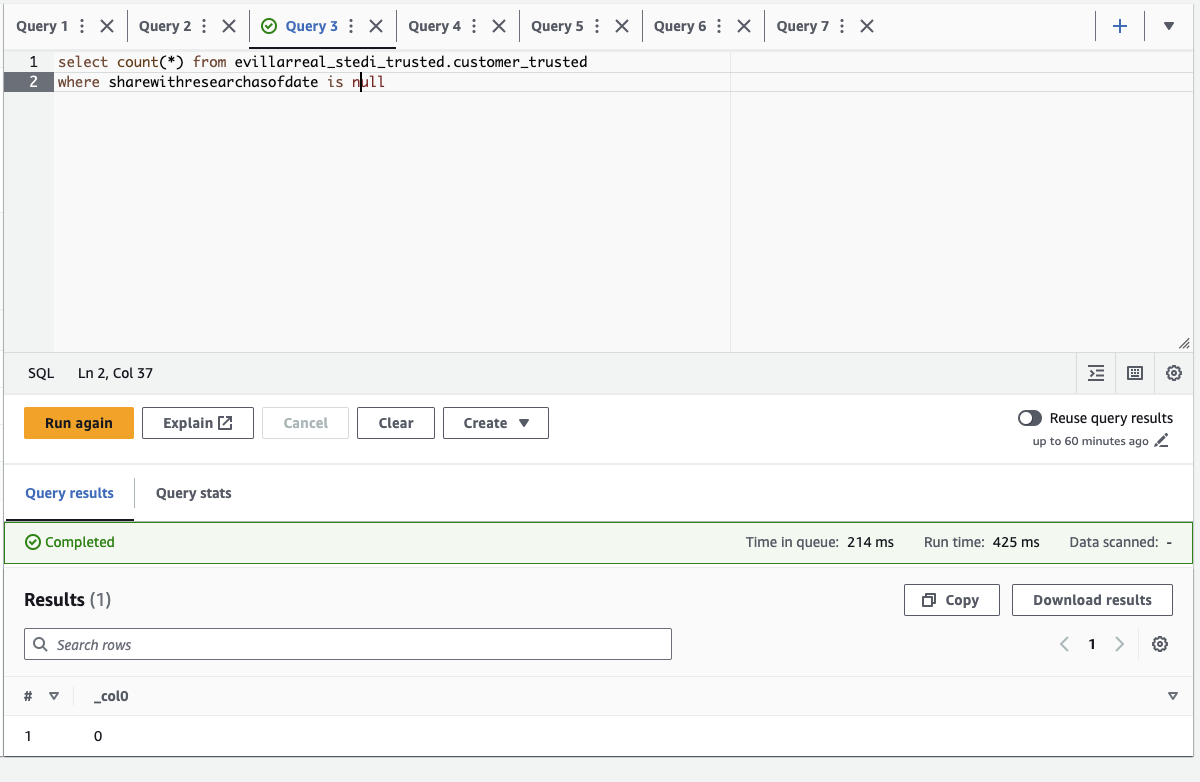 Query 1 Query 2 Query 3 Query 4 Query 5 Query 6 Query 7
1 select count(*) from evillarreal_stedi_trusted.customer_trusted
2 where sharewithresearchasofdate is null
SQL Ln 2, Col 37
Run again Explain Cancel Clear Create Reuse query results
up to 60 minutes ago
Query results Query stats
Completed Time in queue: 214 ms Run time: 425 ms Data scanned: -
Results (1) Copy Download results
Search rows 1
# _col0
1 0